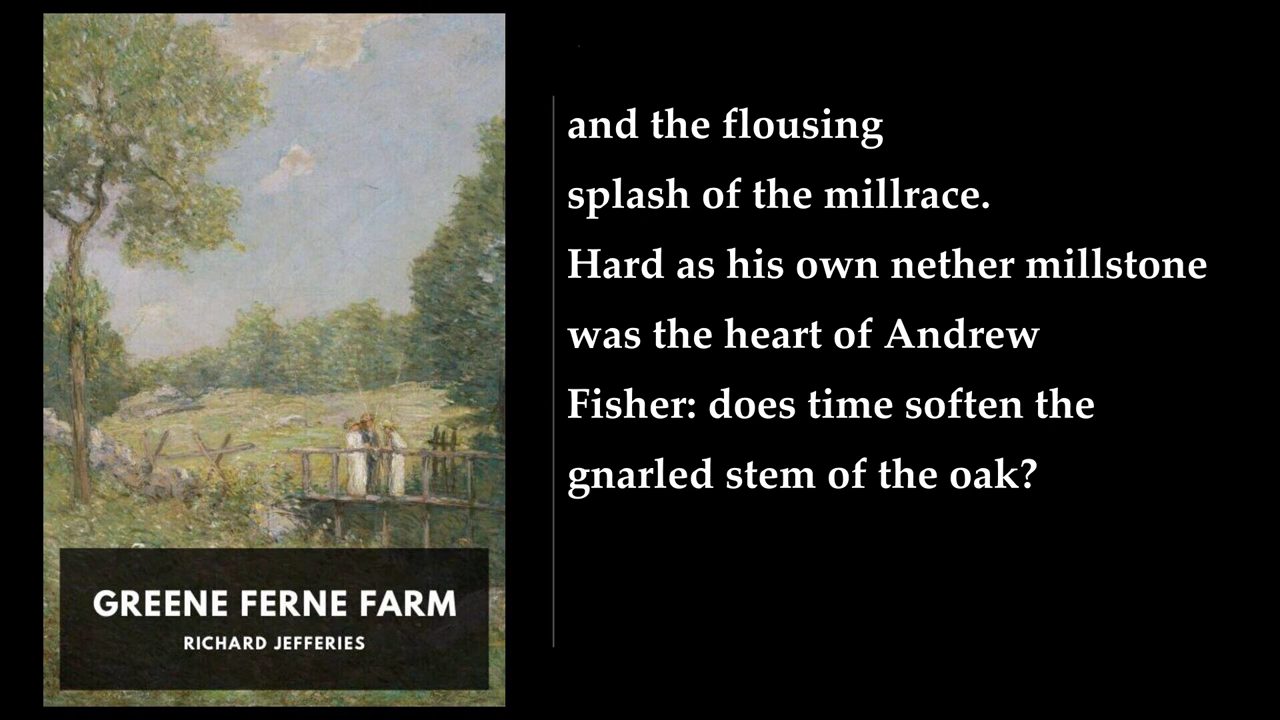 GREENE FERNE FARM
RICHARD JEFFERIES
and the flousing
splash of the millrace.
Hard as his own nether millstone
was the heart of Andrew
Fisher: does time soften the
gnarled stem of the oak?